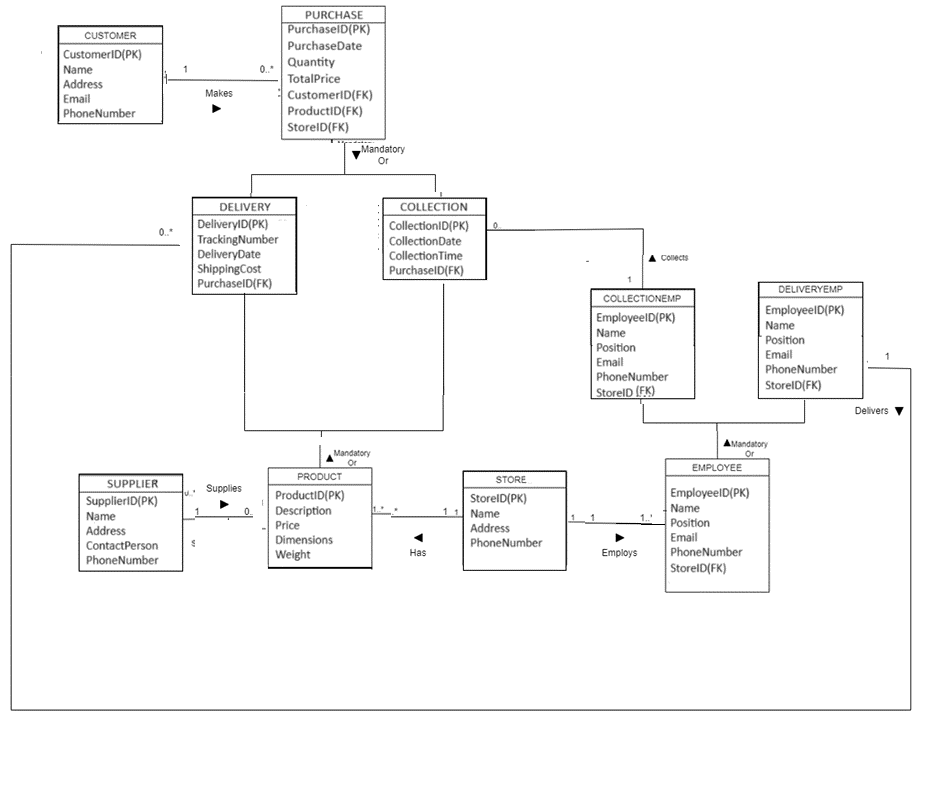 PURCHASE
PurchaseID(PK)
PurchaseDate
Quantity
TotalPrice
CustomerID(FK)
ProductID(FK)
StoreID(FK)
CUSTOMER
CustomerID(PK)
Name
Address
Email
PhoneNumber
1
0..*
Makes
Mandatory
Or
DELIVERY
DeliveryID(PK)
TrackingNumber
DeliveryDate
ShippingCost
PurchaseID(FK)
0..*
COLLECTION
CollectionID(PK)
CollectionDate
CollectionTime
PurchaseID(FK)
0..
Collects
1
COLLECTIONEMP
EmployeeID(PK)
Name
Position
Email
PhoneNumber
StoreID (FK)
DELIVERYEMP
EmployeeID(PK)
Name
Position
Email
PhoneNumber
StoreID(FK)
1
Delivers
Mandatory
Or
Mandatory
Or
SUPPLIER
SupplierID(PK)
Name
Address
ContactPerson
PhoneNumber
Supplies
1
0..
PRODUCT
ProductID(PK)
Description
Price
Dimensions
Weight
1..*
..*
1
1
Has
STORE
StoreID(PK)
Name
Address
PhoneNumber
1
1
1..*
Employs
EMPLOYEE
EmployeeID(PK)
Name
Position
Email
PhoneNumber
StoreID(FK)